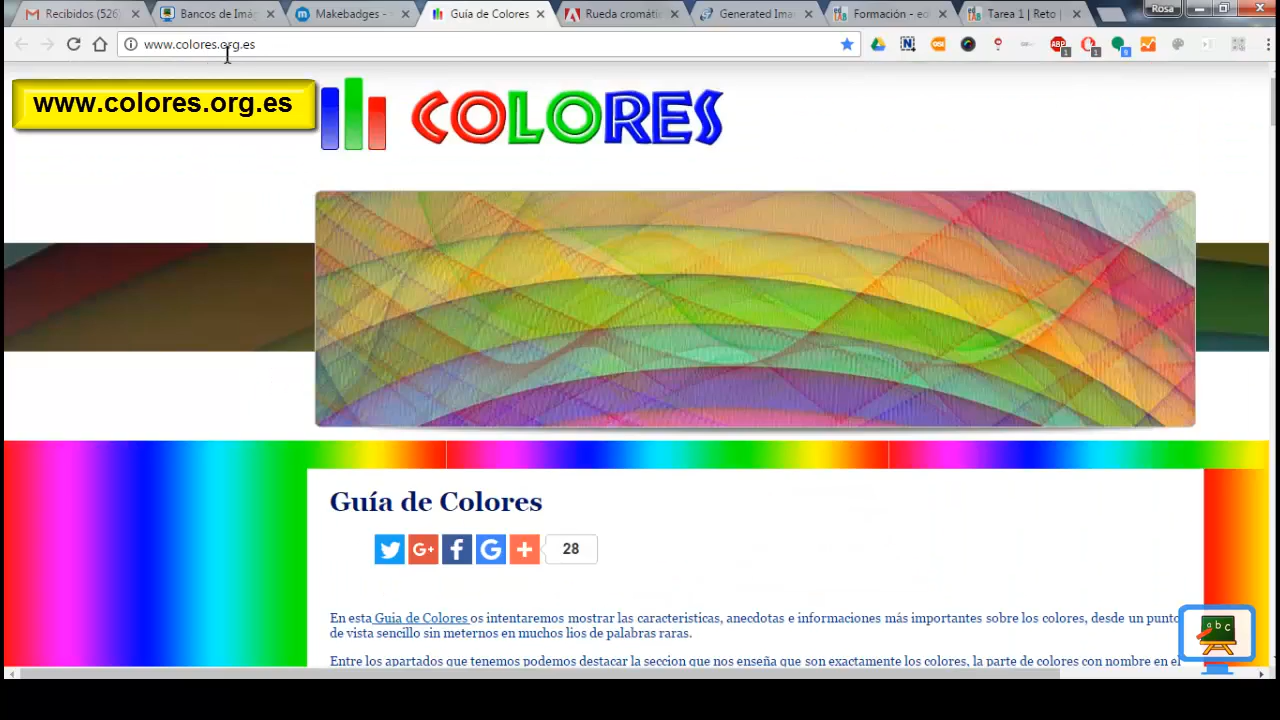 Recibidos (526
Bancos de Imág
Makebadges -
Guía de Colores
Rueda cromátic
Generated Ima
Formación - ed
Tarea 1 | Reto |
Rosa
www.colores.org.es
www.colores.org.es
COLORES
Guía de Colores
28
En esta Guia de Colores os intentaremos mostrar las caracteristicas, anecdotas e informaciones más importantes sobre los colores, desde un punto
de vista sencillo sin meternos en muchos lios de palabras raras.
Entre los apartados que tenemos podemos destacar la seccion que nos enseña que son exactamente los colores, la parte de colores con nombre en el
a b c